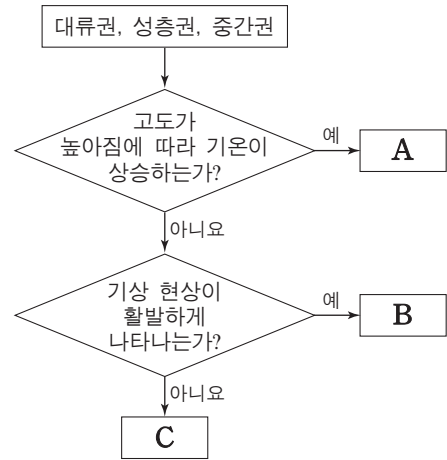 대류권, 성층권, 중간권
고도가
높아짐에 따라 기온이
상승하는가?
예
A
아니요
기상 현상이
활발하게
나타나는가?
예
B
아니요
C